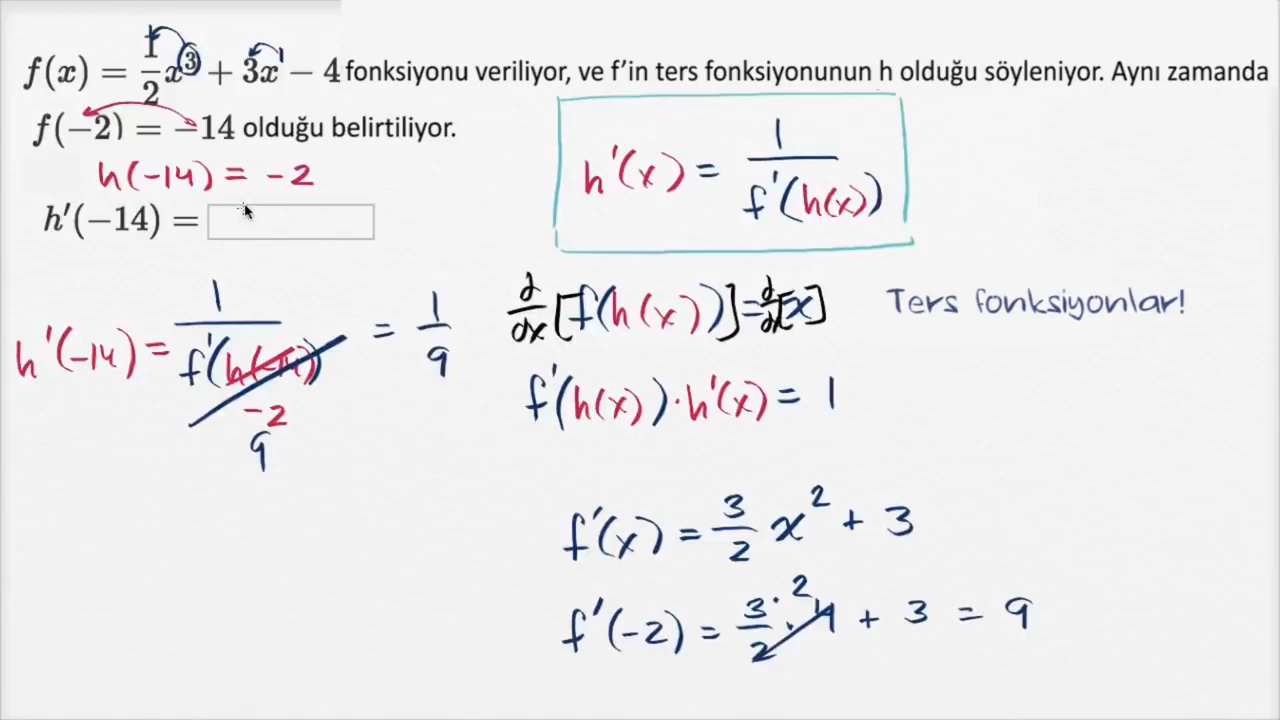 f(x) = 1/2 x³ + 3x¹ − 4 fonksiyonu veriliyor, ve f'in ters fonksiyonunun h olduğu söyleniyor. Aynı zamanda
f(−2) = −14 olduğu belirtiliyor.
h(-14) = -2
h'(x) = 1/f'(h(x))
h′(−14) =
h'(-14) = 1/f'(h(-14)) = 1/9
-2
9
d/dx [f(h(x))] = d/dx [x]
Ters fonksiyonlar!
f'(h(x)) · h'(x) = 1
f'(x) = 3/2 x² + 3
f'(-2) = 3/2 · 4 + 3 = 9
2